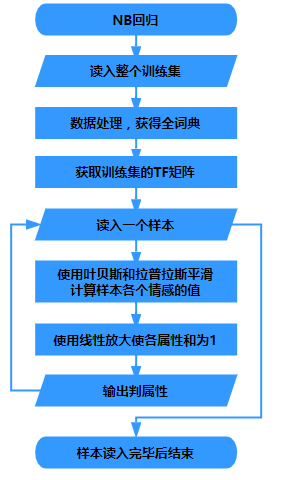 NB回归
读入整个训练集
数据处理，获得全词典
获取训练集的TF矩阵
读入一个样本
使用叶贝斯和拉普拉斯平滑
计算样本各个情感的值
使用线性放大使各属性和为1
输出判属性
样本读入完毕后结束